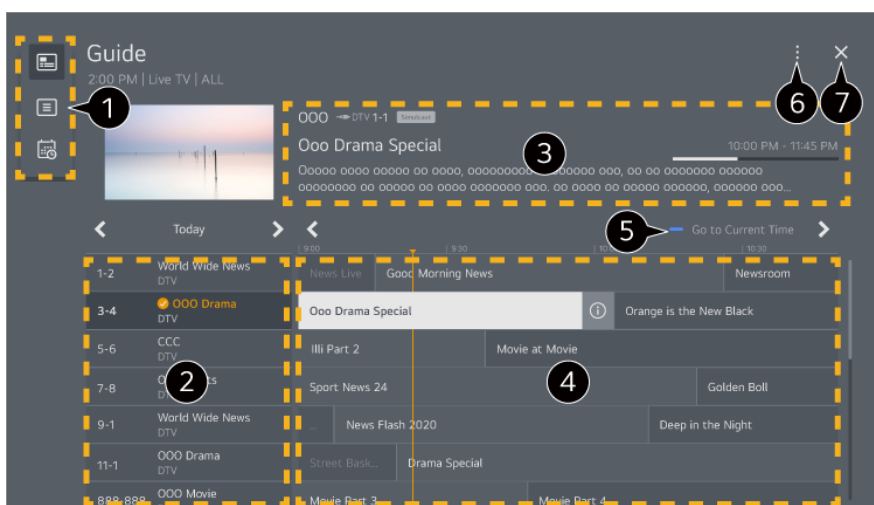 Guide
2:00 PM | Live TV | ALL
6
7
1
OOO DTV 1-1 Simulcast
Ooo Drama Special
3
10:00 PM - 11:45 PM
Today
5
Go to Current Time
9:00
9:30
10:30
1-2 World Wide News
DTV
News Live Good Morning News Newsroom
3-4 OOO Drama
DTV
Ooo Drama Special Orange is the New Black
5-6 CCC
DTV
Illi Part 2 Movie at Movie
7-8
2
Sport News 24 4 Golden Boll
9-1 World Wide News
DTV
... News Flash 2020 Deep in the Night
11-1 OOO Drama
DTV
Street Bask... Drama Special
888-888 OOO Movie
Movie Part 3 Movie Part 4